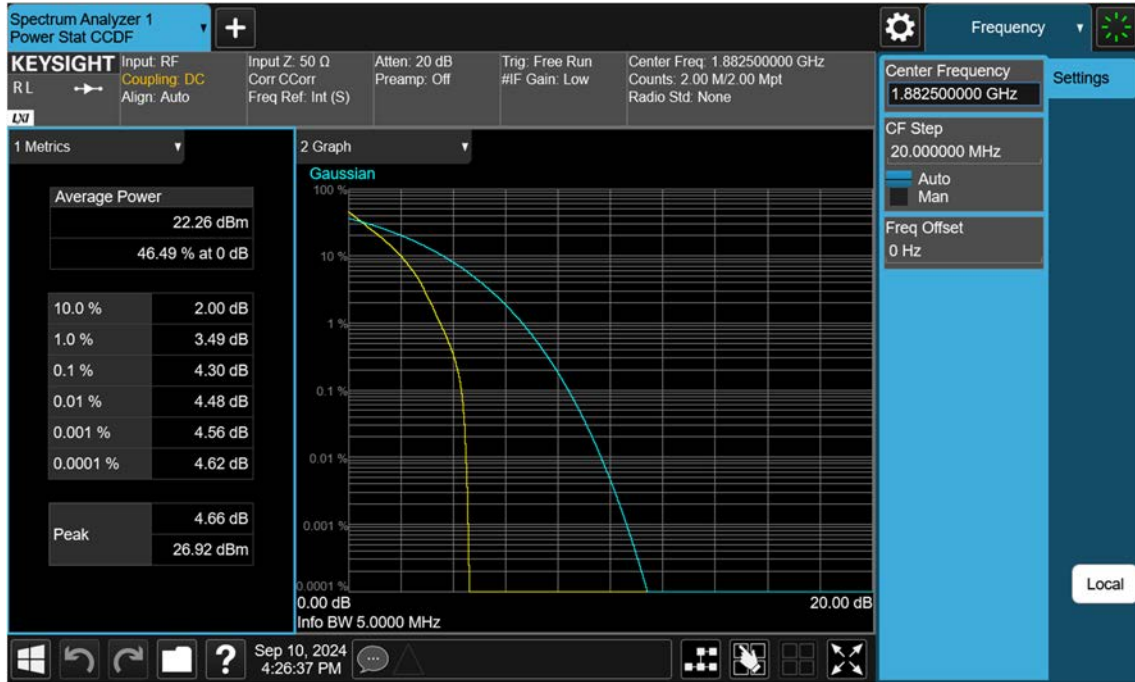 Spectrum Analyzer 1
Power Stat CCDF
Frequency
KEYSIGHT
R L
LXI
Input: RF
Coupling: DC
Align: Auto
Input Z: 50 Ω
Corr CCorr
Freq Ref: Int (S)
Atten: 20 dB
Preamp: Off
Trig: Free Run
#IF Gain: Low
Center Freq: 1.882500000 GHz
Counts: 2.00 M/2.00 Mpt
Radio Std: None
Center Frequency
1.882500000 GHz
Settings
CF Step
20.000000 MHz
Auto
Man
Freq Offset
0 Hz
Local
1 Metrics
Average Power
22.26 dBm
46.49 % at 0 dB
10.0 % 2.00 dB
1.0 % 3.49 dB
0.1 % 4.30 dB
0.01 % 4.48 dB
0.001 % 4.56 dB
0.0001 % 4.62 dB
Peak
4.66 dB
26.92 dBm
2 Graph
Gaussian
100 %
10 %
1 %
0.1 %
0.01 %
0.001 %
0.0001 %
0.00 dB 20.00 dB
Info BW 5.0000 MHz
?
Sep 10, 2024
4:26:37 PM